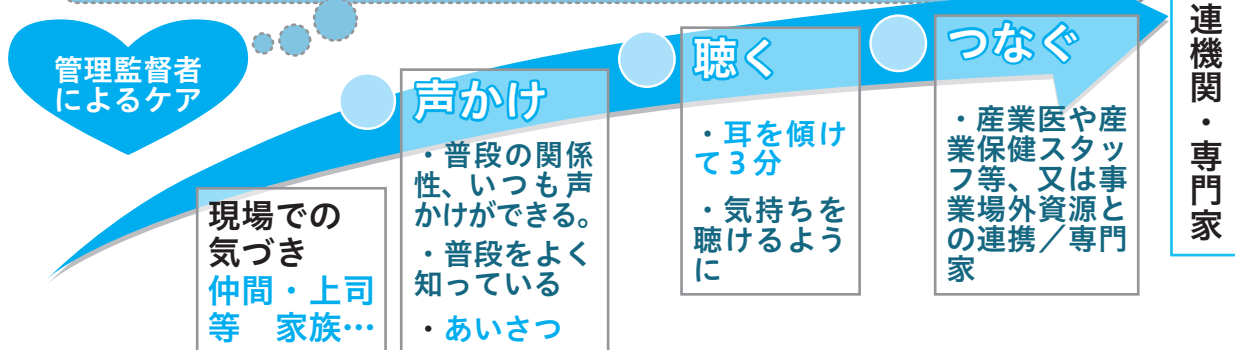 管理監督者
によるケア
現場での
気づき
仲間・上司
等　家族…
声かけ
・普段の関係
性、いつも声
かけができる。
・普段をよく
知っている
・あいさつ
聴く
・耳を傾け
て３分
・気持ちを
聴けるよう
に
つなぐ
・産業医や産
業保健スタッ
フ等、又は事
業場外資源と
の連携／専門
家
連機関・専門家